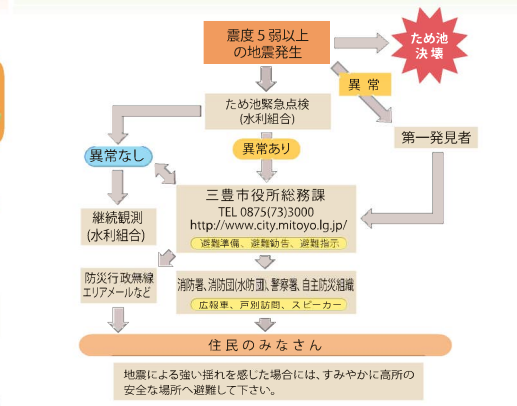 震度5弱以上
の地震発生
ため池
決壊
異常
ため池緊急点検
(水利組合)
第一発見者
異常なし
異常あり
三豊市役所総務課
TEL 0875(73)3000
http://www.city.mitoyo.lg.jp/
避難準備、避難勧告、避難指示
継続観測
(水利組合)
防災行政無線
エリアメールなど
消防署、消防団(水防団)、警察署、自主防災組織
広報車、戸別訪問、スピーカー
住民のみなさん
地震による強い揺れを感じた場合には、すみやかに高所の
安全な場所へ避難して下さい。